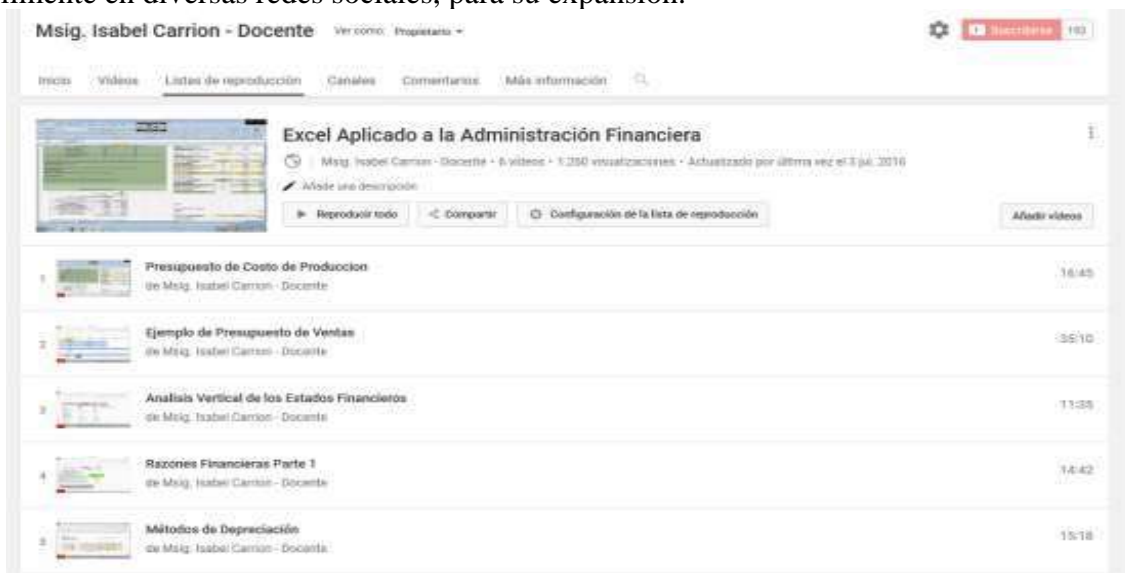 mente en diversas redes sociales, para su expansión.
Msig. Isabel Carrion - Docente Ver como: Propietario
Suscribirse
Inicio Vídeos Listas de reproducción Canales Comentarios Más información
Excel Aplicado a la Administración Financiera
Msig. Isabel Carrion - Docente • 6 vídeos • 1.250 visualizaciones • Actualizado por última vez el 3 jul. 2016
Añade una descripción
Reproducir todo Compartir Configuración de la lista de reproducción Añadir vídeos
1 Presupuesto de Costo de Produccion 16:45
de Msig. Isabel Carrion - Docente
2 Ejemplo de Presupuesto de Ventas 35:10
de Msig. Isabel Carrion - Docente
3 Analisis Vertical de los Estados Financieros 11:35
de Msig. Isabel Carrion - Docente
4 Razones Financieras Parte 1 14:42
de Msig. Isabel Carrion - Docente
5 Métodos de Depreciación 15:18
de Msig. Isabel Carrion - Docente